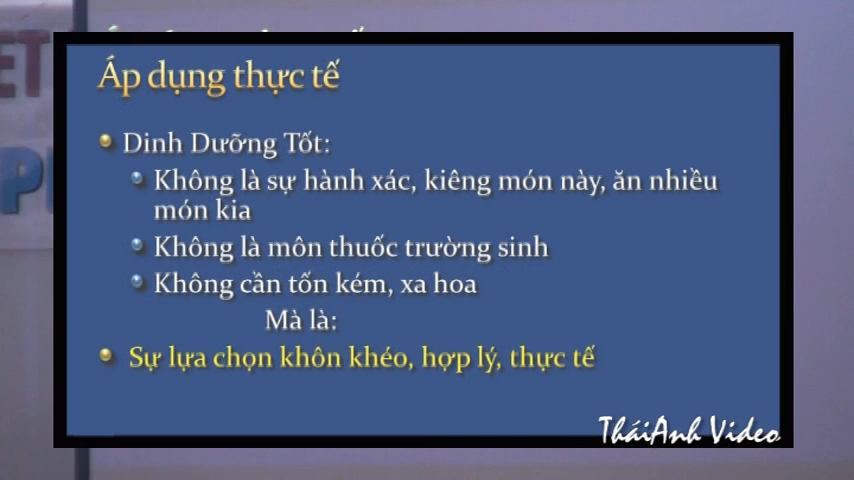 Áp dụng thực tế
Dinh Dưỡng Tốt:
Không là sự hành xác, kiêng món này, ăn nhiều
món kia
Không là môn thuốc trường sinh
Không cần tốn kém, xa hoa
Mà là:
Sự lựa chọn khôn khéo, hợp lý, thực tế
TháiAnh Video
ET
P